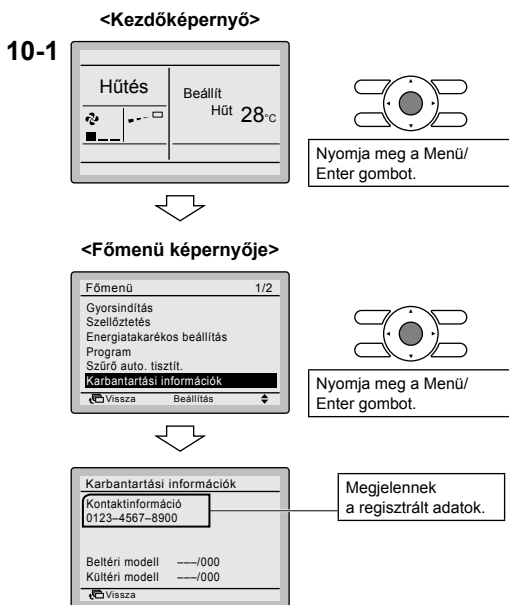 <Kezdőképernyő>
10-1
Hűtés
Beállít
Hűt 28°C
Nyomja meg a Menü/
Enter gombot.
<Főmenü képernyője>
Főmenü 1/2
Gyorsindítás
Szellőztetés
Energiatakarékos beállítás
Program
Szűrő auto. tisztít.
Karbantartási információk
Vissza Beállítás
Nyomja meg a Menü/
Enter gombot.
Karbantartási információk
Kontaktinformáció
0123–4567–8900
Megjelennek
a regisztrált adatok.
Beltéri modell –––/000
Kültéri modell –––/000
Vissza